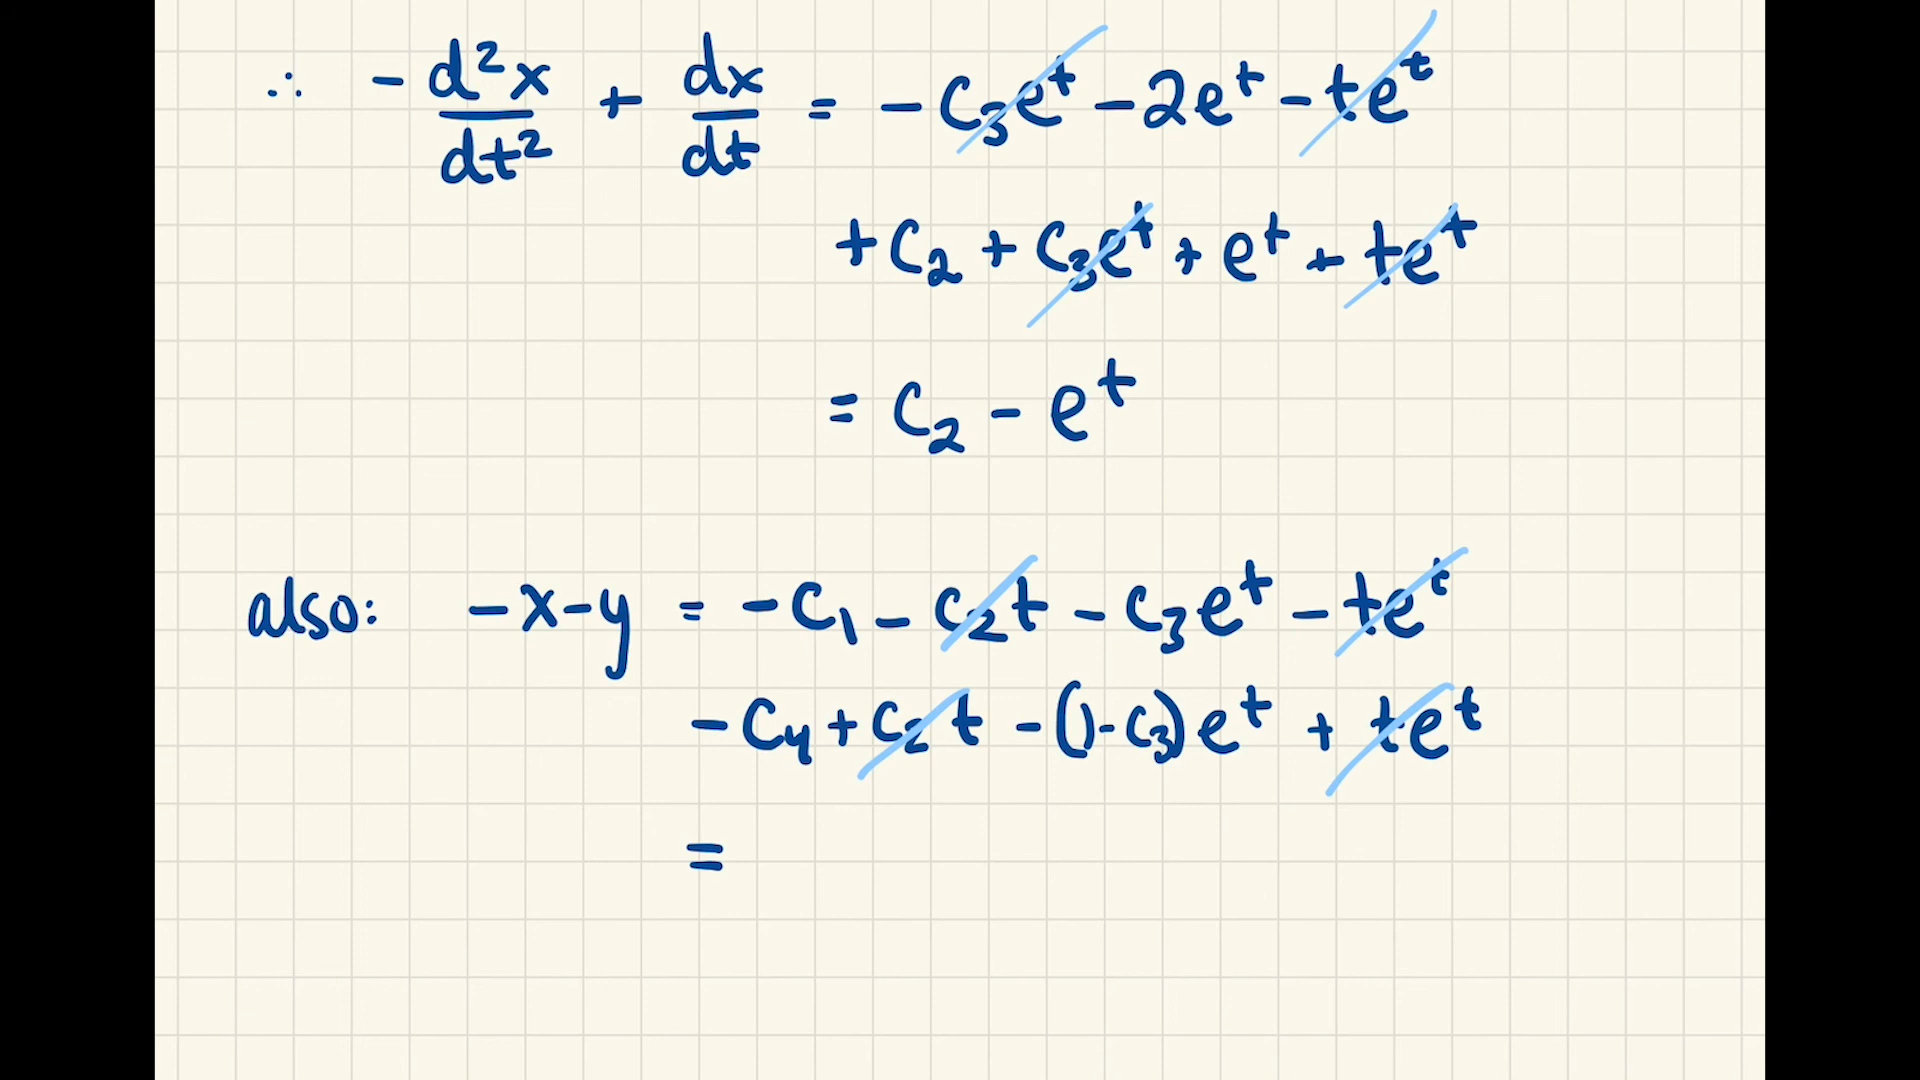 ∴ -d²x/dt² + dx/dt = -C₃eᵗ - 2eᵗ - teᵗ
+ C₂ + C₃eᵗ + eᵗ + teᵗ
= C₂ - eᵗ
also: -x-y = -C₁ - C₂t - C₃eᵗ - teᵗ
- C₄ + C₂t - (1-C₃)eᵗ + teᵗ
=